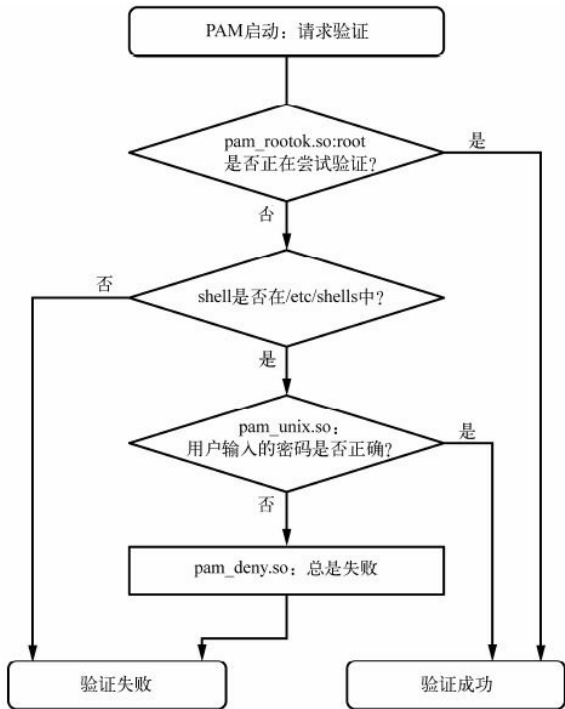 PAM启动：请求验证
pam_rootok.so:root
是否正在尝试验证?
是
否
shell是否在/etc/shells中?
否
是
pam_unix.so：
用户输入的密码是否正确?
是
否
pam_deny.so：总是失败
验证失败
验证成功